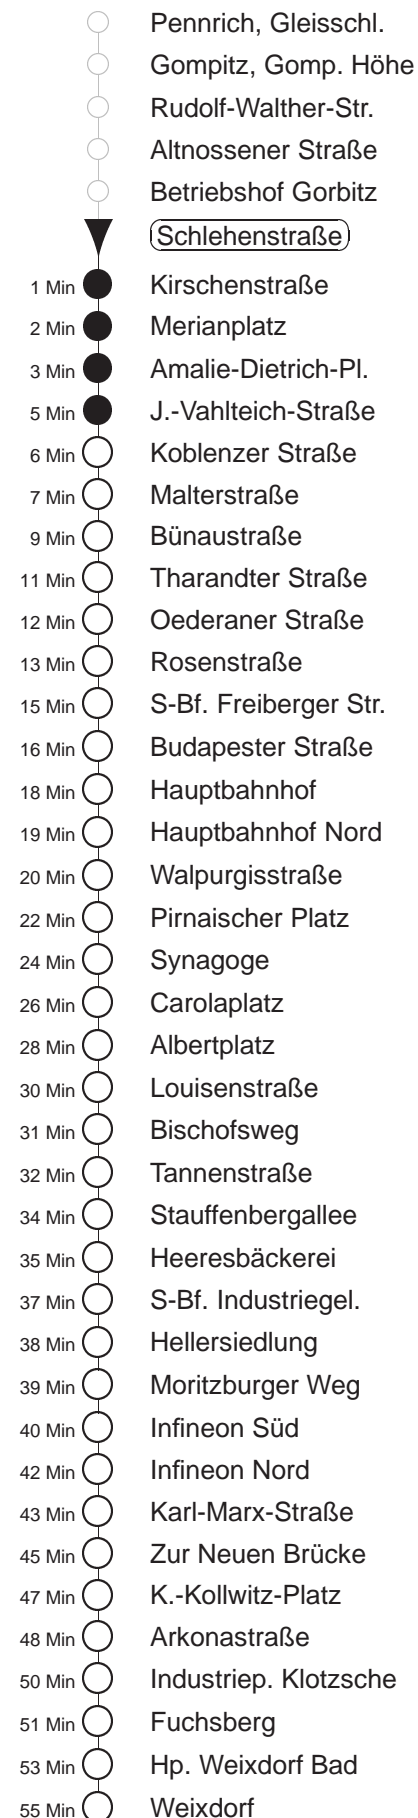 Pennrich, Gleisschl.
Gompitz, Gomp. Höhe
Rudolf-Walther-Str.
Altnossener Straße
Betriebshof Gorbitz
Schlehenstraße
1 Min Kirschenstraße
2 Min Merianplatz
3 Min Amalie-Dietrich-Pl.
5 Min J.-Vahlteich-Straße
6 Min Koblenzer Straße
7 Min Malterstraße
9 Min Bünaustraße
11 Min Tharandter Straße
12 Min Oederaner Straße
13 Min Rosenstraße
15 Min S-Bf. Freiberger Str.
16 Min Budapester Straße
18 Min Hauptbahnhof
19 Min Hauptbahnhof Nord
20 Min Walpurgisstraße
22 Min Pirnaischer Platz
24 Min Synagoge
26 Min Carolaplatz
28 Min Albertplatz
30 Min Louisenstraße
31 Min Bischofsweg
32 Min Tannenstraße
34 Min Stauffenbergallee
35 Min Heeresbäckerei
37 Min S-Bf. Industriegel.
38 Min Hellersiedlung
39 Min Moritzburger Weg
40 Min Infineon Süd
42 Min Infineon Nord
43 Min Karl-Marx-Straße
45 Min Zur Neuen Brücke
47 Min K.-Kollwitz-Platz
48 Min Arkonastraße
50 Min Industriep. Klotzsche
51 Min Fuchsberg
53 Min Hp. Weixdorf Bad
55 Min Weixdorf